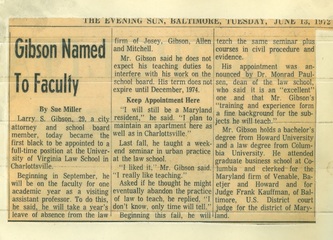 THE EVENING SUN, BALTIMORE, TUESDAY, JUNE 13, 1972
Gibson Named
To Faculty
By Sue Miller
Larry S. Gibson, 29, a city
attorney and school board
member, today became the
first black to be appointed to a
full-time position at the Uni-
versity of Virginia Law School in
Charlottesville.
Beginning in September, he
will be on the faculty for one
academic year as a visiting
assistant professor. To do this,
he said, he will take a year's
leave of absence from the law
firm of Josey, Gibson, Allen
and Mitchell.
Mr. Gibson said he does not
expect his teaching duties to
interfere with his work on the
school board. His term does not
expire until December, 1974.
Keep Appointment Here
"I will still be a Maryland
resident," he said. "I plan to
maintain an apartment here as
well as in Charlottesville."
Last fall, he taught a week-
end seminar in urban practice
at the law school.
"I liked it," Mr. Gibson said.
"I really like teaching."
Asked if he thought he might
eventually abandon the practice
of law to teach, he replied, "I
don't know, only time will tell."
Beginning this fall, he will
teach the same seminar plus
courses in civil procedure and
evidence.
His appointment was an-
nounced by Dr. Monrad Paul-
sen, dean of the law school,
who said it is an "excellent"
one and that Mr. Gibson's
"training and experience form
a fine background for the sub-
jects he will teach."
Mr. Gibson holds a bachelor's
degree from Howard University
and a law degree from Colum-
bia University. He attended
graduate business school at Co-
lumbia and clerked for the
Maryland firm of Venable, Ba-
etjer and Howard and for
Judge Frank Kauffman, of Bal-
timore, U.S. District court
judge for the district of Mary-
land.